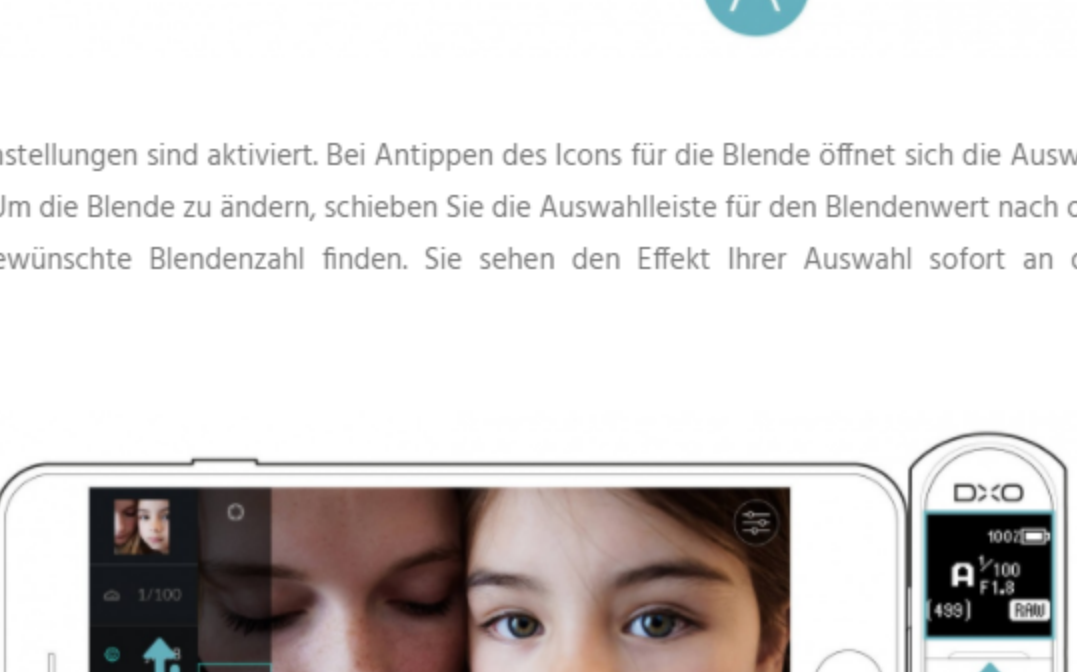 nstellungen sind aktiviert. Bei Antippen des Icons für die Blende öffnet sich die Ausw
Um die Blende zu ändern, schieben Sie die Auswahlleiste für den Blendenwert nach
ewünschte Blendenzahl finden. Sie sehen den Effekt Ihrer Auswahl sofort an
DXO
100%
A 1/100
F1.8
[499] RAW
1/100